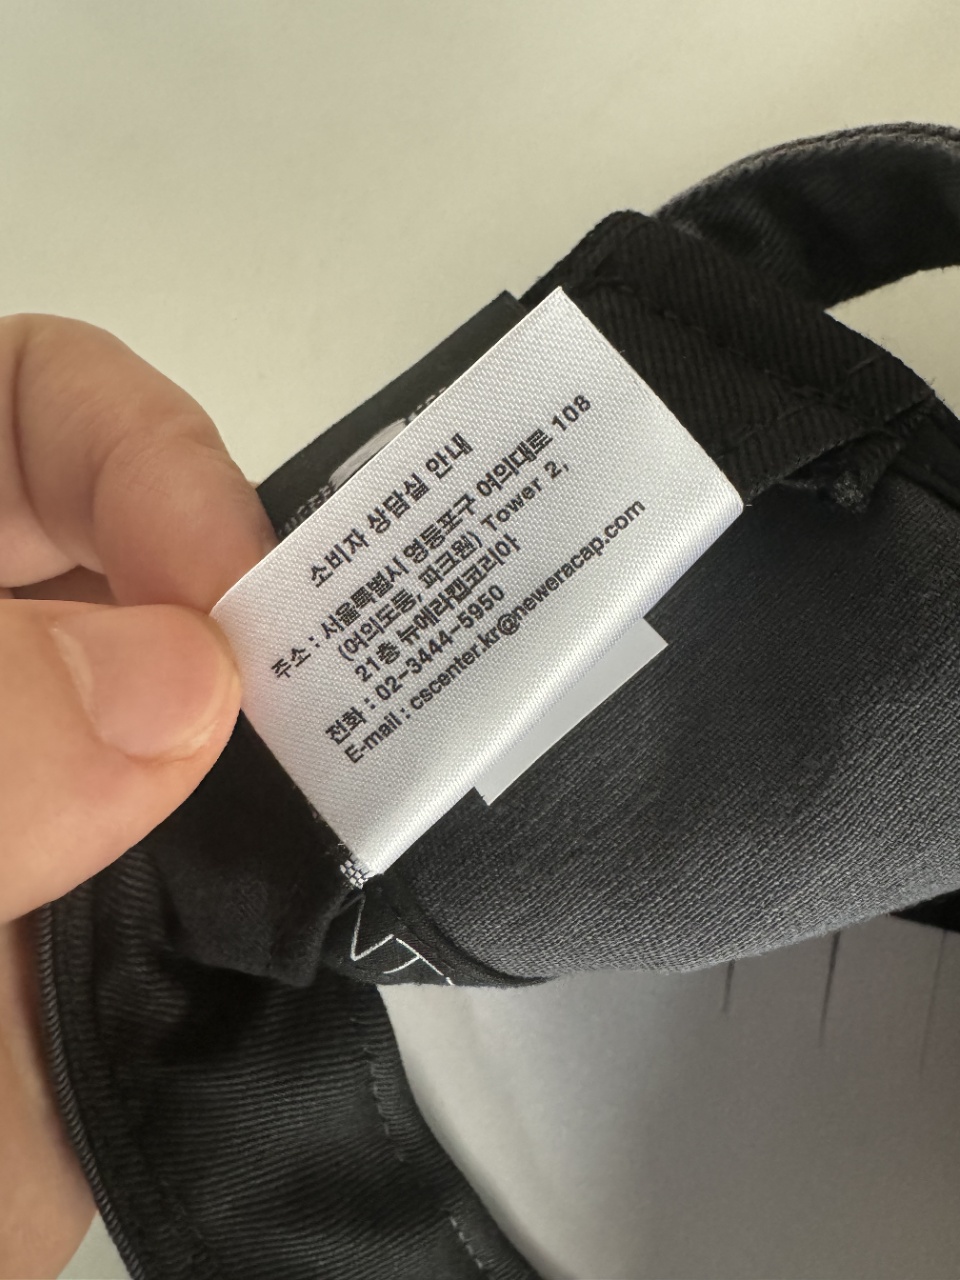 소비자 상담실 안내
주소 : 서울특별시 영등포구 여의대로 108
(여의도동, 파크원) Tower 2,
21층 뉴에라캡코리아
전화 : 02-3444-5950
E-mail : cscenter.kr@neweracap.com